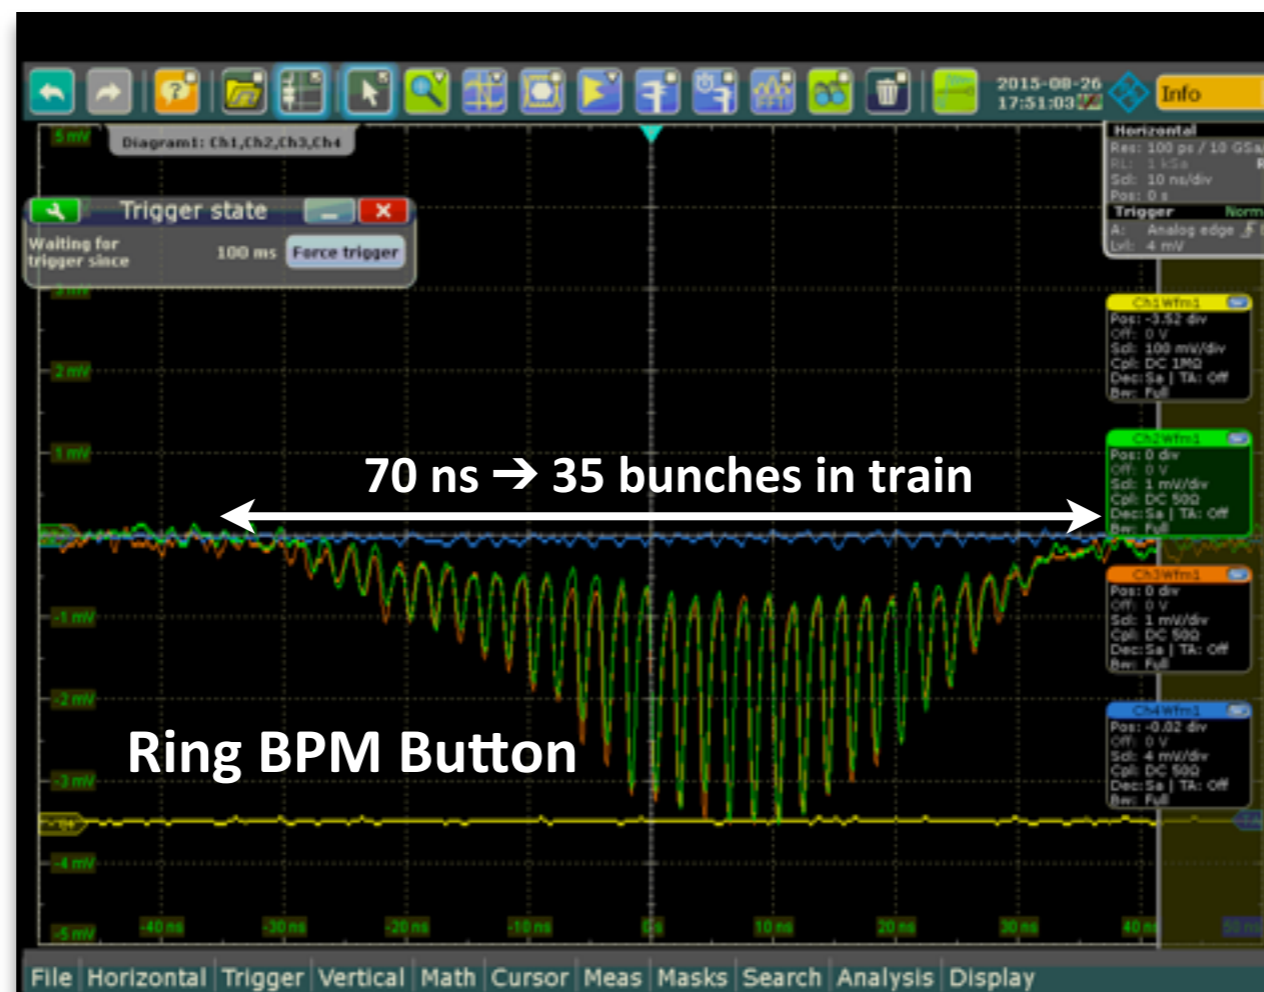 2015-08-26
17:51:03
Info
5 mV
Diagram1: Ch1,Ch2,Ch3,Ch4
Horizontal
Res: 100 ps / 10 GSa/
RL: 1 kSa
Scl: 10 ns/div
Pos: 0 s
Trigger Norm
A: Analog edge
Lvl: 4 mV
Trigger state
Waiting for
trigger since
100 ms
Force trigger
3 mV
2 mV
1 mV
-1 mV
-2 mV
-3 mV
-4 mV
-5 mV
Ch1Wfm1
Pos: -3.52 div
Off: 0 V
Scl: 100 mV/div
Cpl: DC 1MΩ
Dec: Sa | TA: Off
Bw: Full
70 ns → 35 bunches in train
Ch2Wfm1
Pos: 0 div
Off: 0 V
Scl: 1 mV/div
Cpl: DC 50Ω
Dec: Sa | TA: Off
Bw: Full
Ch3Wfm1
Pos: 0 div
Off: 0 V
Scl: 1 mV/div
Cpl: DC 50Ω
Dec: Sa | TA: Off
Bw: Full
Ring BPM Button
Ch4Wfm1
Pos: -0.02 div
Off: 0 V
Scl: 4 mV/div
Cpl: DC 50Ω
Dec: Sa | TA: Off
Bw: Full
TA
-40 ns -30 ns -20 ns -10 ns 0 s 10 ns 20 ns 30 ns 40 n 50 ns
File Horizontal Trigger Vertical Math Cursor Meas Masks Search Analysis Display